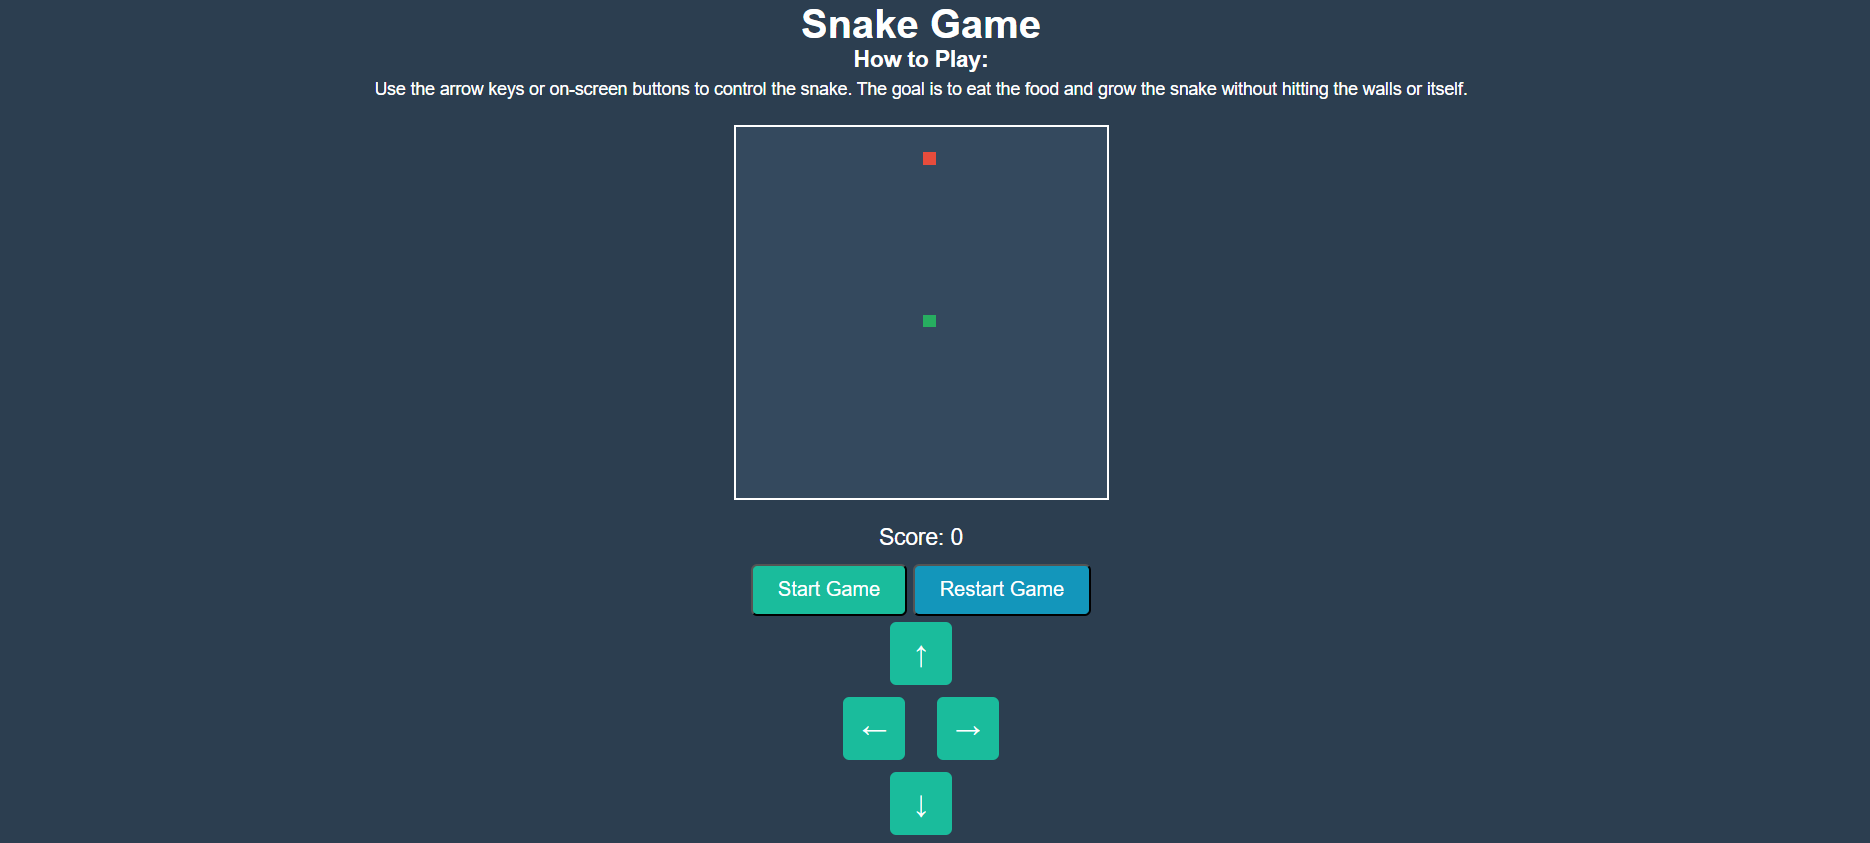 Snake Game
How to Play:
Use the arrow keys or on-screen buttons to control the snake. The goal is to eat the food and grow the snake without hitting the walls or itself.
Score: 0
Start Game Restart Game
↑
← →
↓